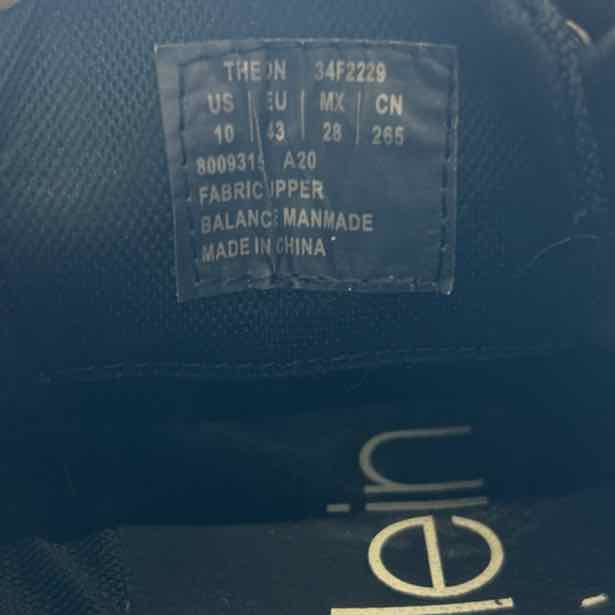 THEON 34F2229
US | EU | MX | CN
10 | 43 | 28 | 265
8009315 A20
FABRIC UPPER
BALANCE MANMADE
MADE IN CHINA
lein